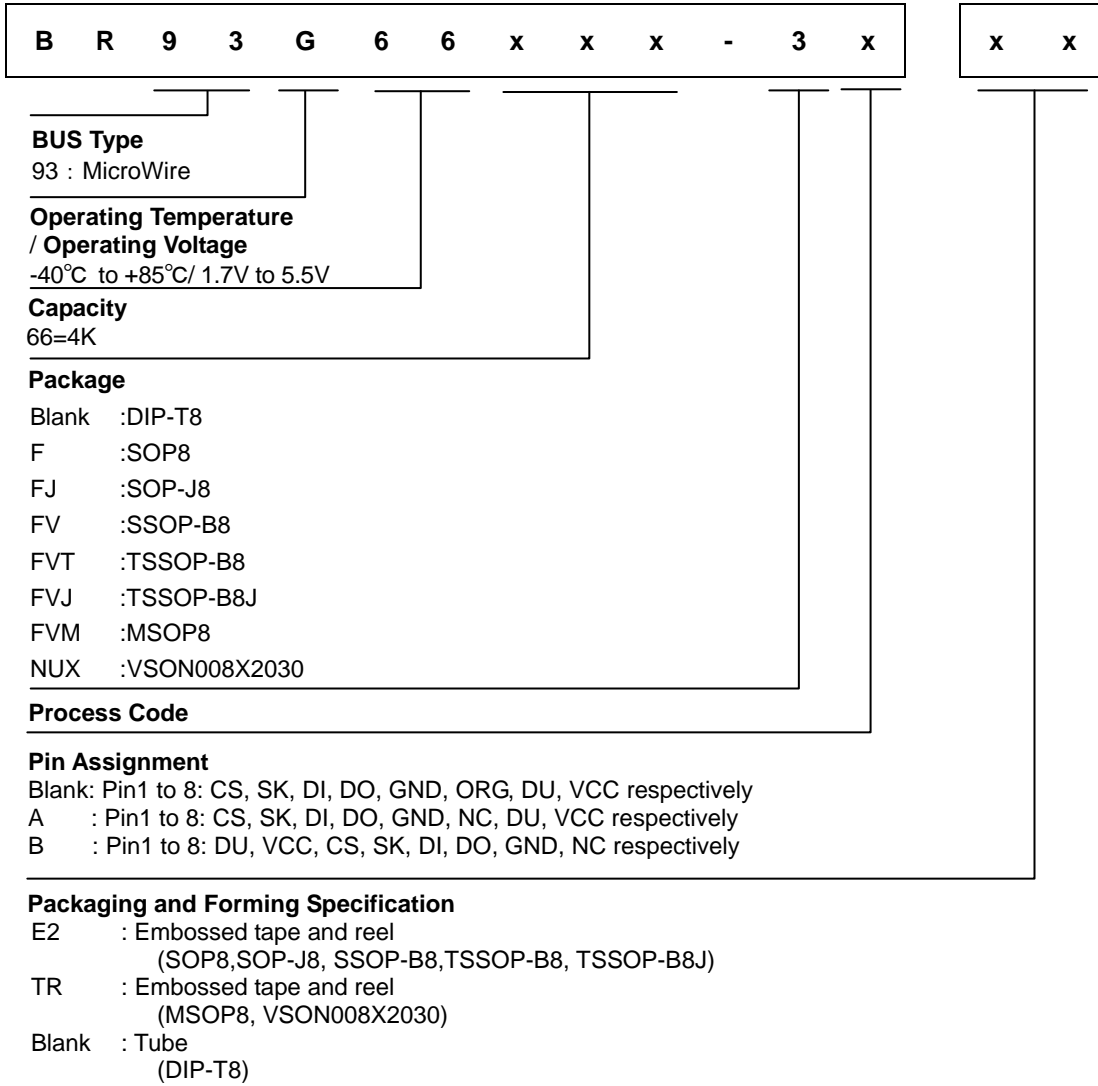 B R 9 3 G 6 6 x x x - 3 x x x
BUS Type
93 : MicroWire
Operating Temperature
/ Operating Voltage
-40℃ to +85℃/ 1.7V to 5.5V
Capacity
66=4K
Package
Blank :DIP-T8
F :SOP8
FJ :SOP-J8
FV :SSOP-B8
FVT :TSSOP-B8
FVJ :TSSOP-B8J
FVM :MSOP8
NUX :VSON008X2030
Process Code
Pin Assignment
Blank: Pin1 to 8: CS, SK, DI, DO, GND, ORG, DU, VCC respectively
A : Pin1 to 8: CS, SK, DI, DO, GND, NC, DU, VCC respectively
B : Pin1 to 8: DU, VCC, CS, SK, DI, DO, GND, NC respectively
Packaging and Forming Specification
E2 : Embossed tape and reel
(SOP8,SOP-J8, SSOP-B8,TSSOP-B8, TSSOP-B8J)
TR : Embossed tape and reel
(MSOP8, VSON008X2030)
Blank : Tube
(DIP-T8)